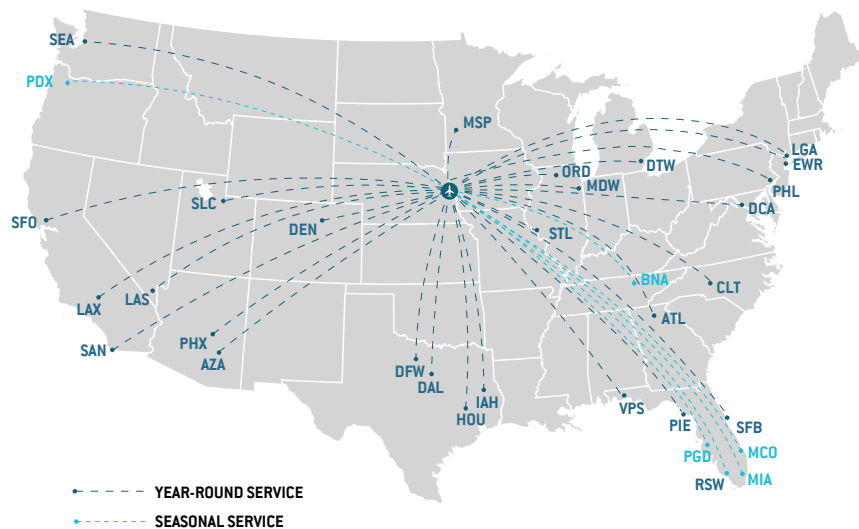 SEA
PDX
MSP
LGA
EWR
ORD
DTW
MDW
PHL
SLC
DCA
SFO
DEN
STL
BNA
CLT
LAS
LAX
ATL
PHX
SAN
AZA
DFW
DAL
IAH
HOU
VPS
PIE
SFB
PGD
MCO
RSW
MIA
YEAR-ROUND SERVICE
SEASONAL SERVICE